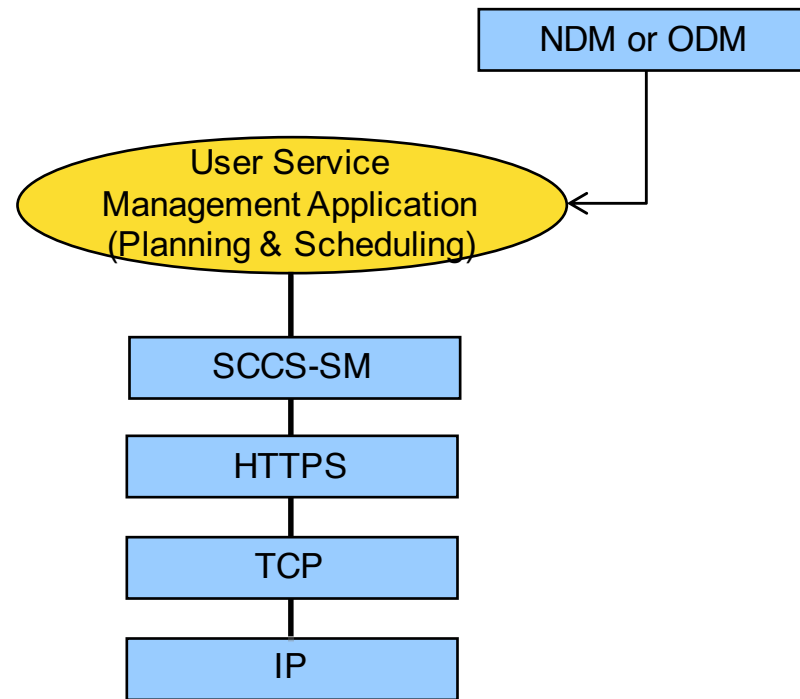 NDM or ODM
User Service
Management Application
(Planning & Scheduling)
SCCS-SM
HTTPS
TCP
IP